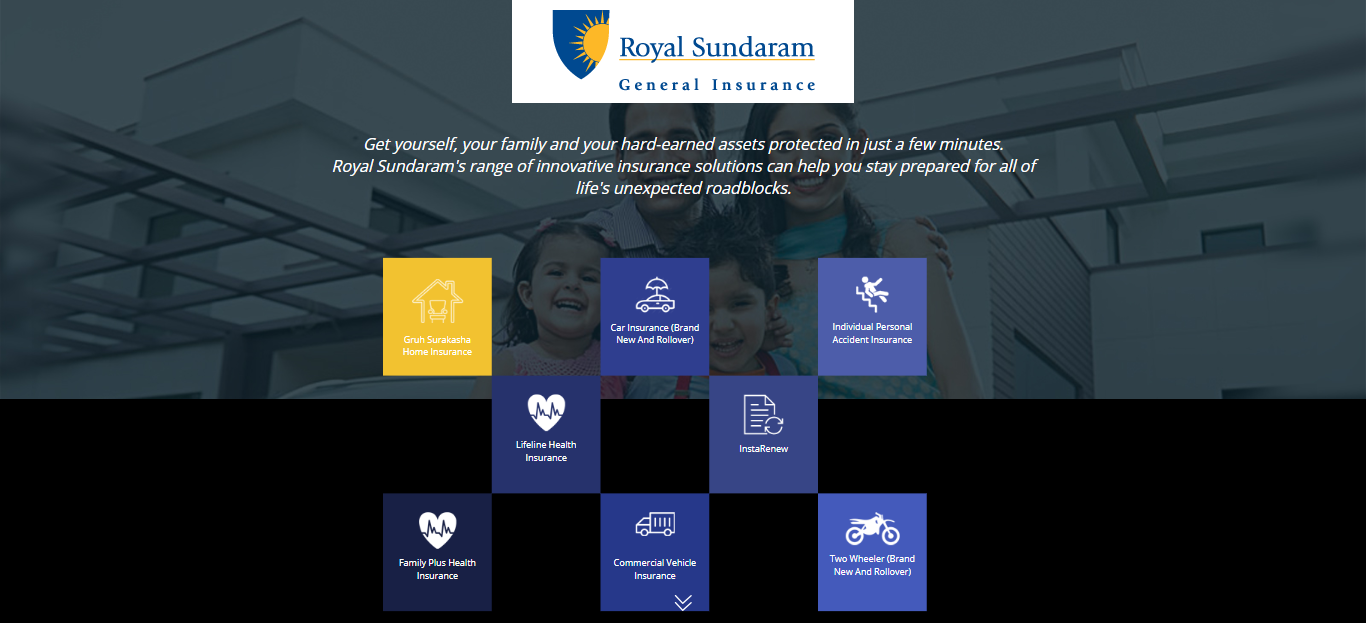 Royal Sundaram
General Insurance
Get yourself, your family and your hard-earned assets protected in just a few minutes.
Royal Sundaram's range of innovative insurance solutions can help you stay prepared for all of
life's unexpected roadblocks.
Gruh Surakasha
Home Insurance
Car Insurance (Brand
New And Rollover)
Individual Personal
Accident Insurance
Lifeline Health
Insurance
InstaRenew
Family Plus Health
Insurance
Commercial Vehicle
Insurance
Two Wheeler (Brand
New And Rollover)